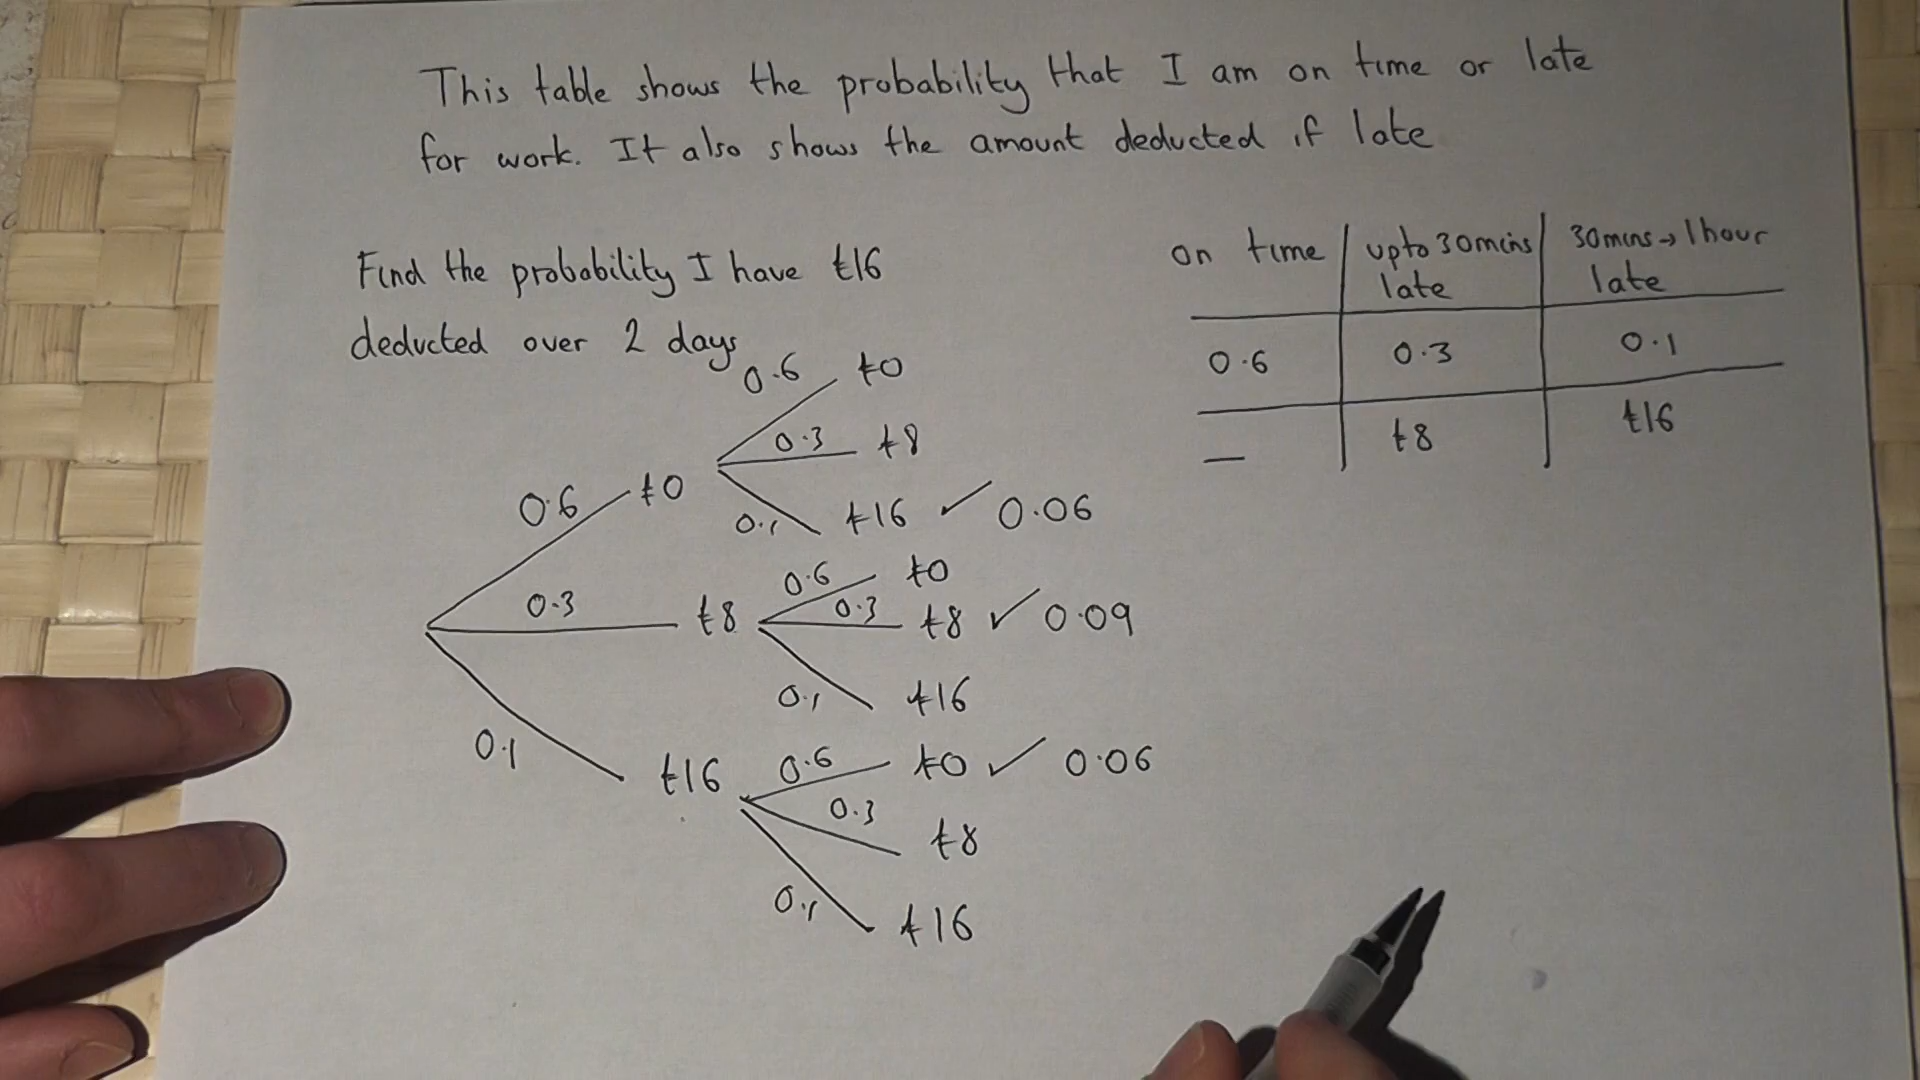 This table shows the probability that I am on time or late
for work. It also shows the amount deducted if late
Find the probability I have £16
deducted over 2 days
on time | up to 30mins late | 30mins → 1 hour late
0.6 | 0.3 | 0.1
— | £8 | £16
0.6 £0
0.3 £8
0.6 £0
0.1 £16 ✓ 0.06
0.6 £0
0.3 £8
0.3 £8 ✓ 0.09
0.1 £16
0.1 £16
0.6 £0 ✓ 0.06
0.3 £8
0.1 £16